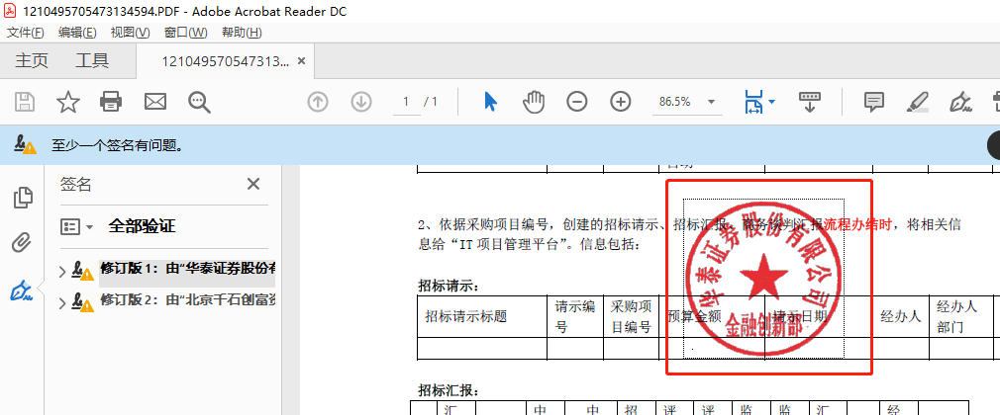 1210495705473134594.PDF - Adobe Acrobat Reader DC
文件(F) 编辑(E) 视图(V) 窗口(W) 帮助(H)
主页 工具 121049570547313... ×
1 / 1 86.5%
至少一个签名有问题。
签名
全部验证
修订版 1：由"华泰证券股份有
修订版 2：由"北京千石创富资
2、依据采购项目编号，创建的招标请示、招标汇报、商务谈判汇报流程办结时，将相关信
息给“IT 项目管理平台”。信息包括：
华泰证券股份有限公司
金融创新部
招标请示：
招标请示标题 请示编号 采购项目编号 预算金额 请示日期 经办人 经办人部门
招标汇报：
汇 中 中 招 评 评 监 监 汇 经